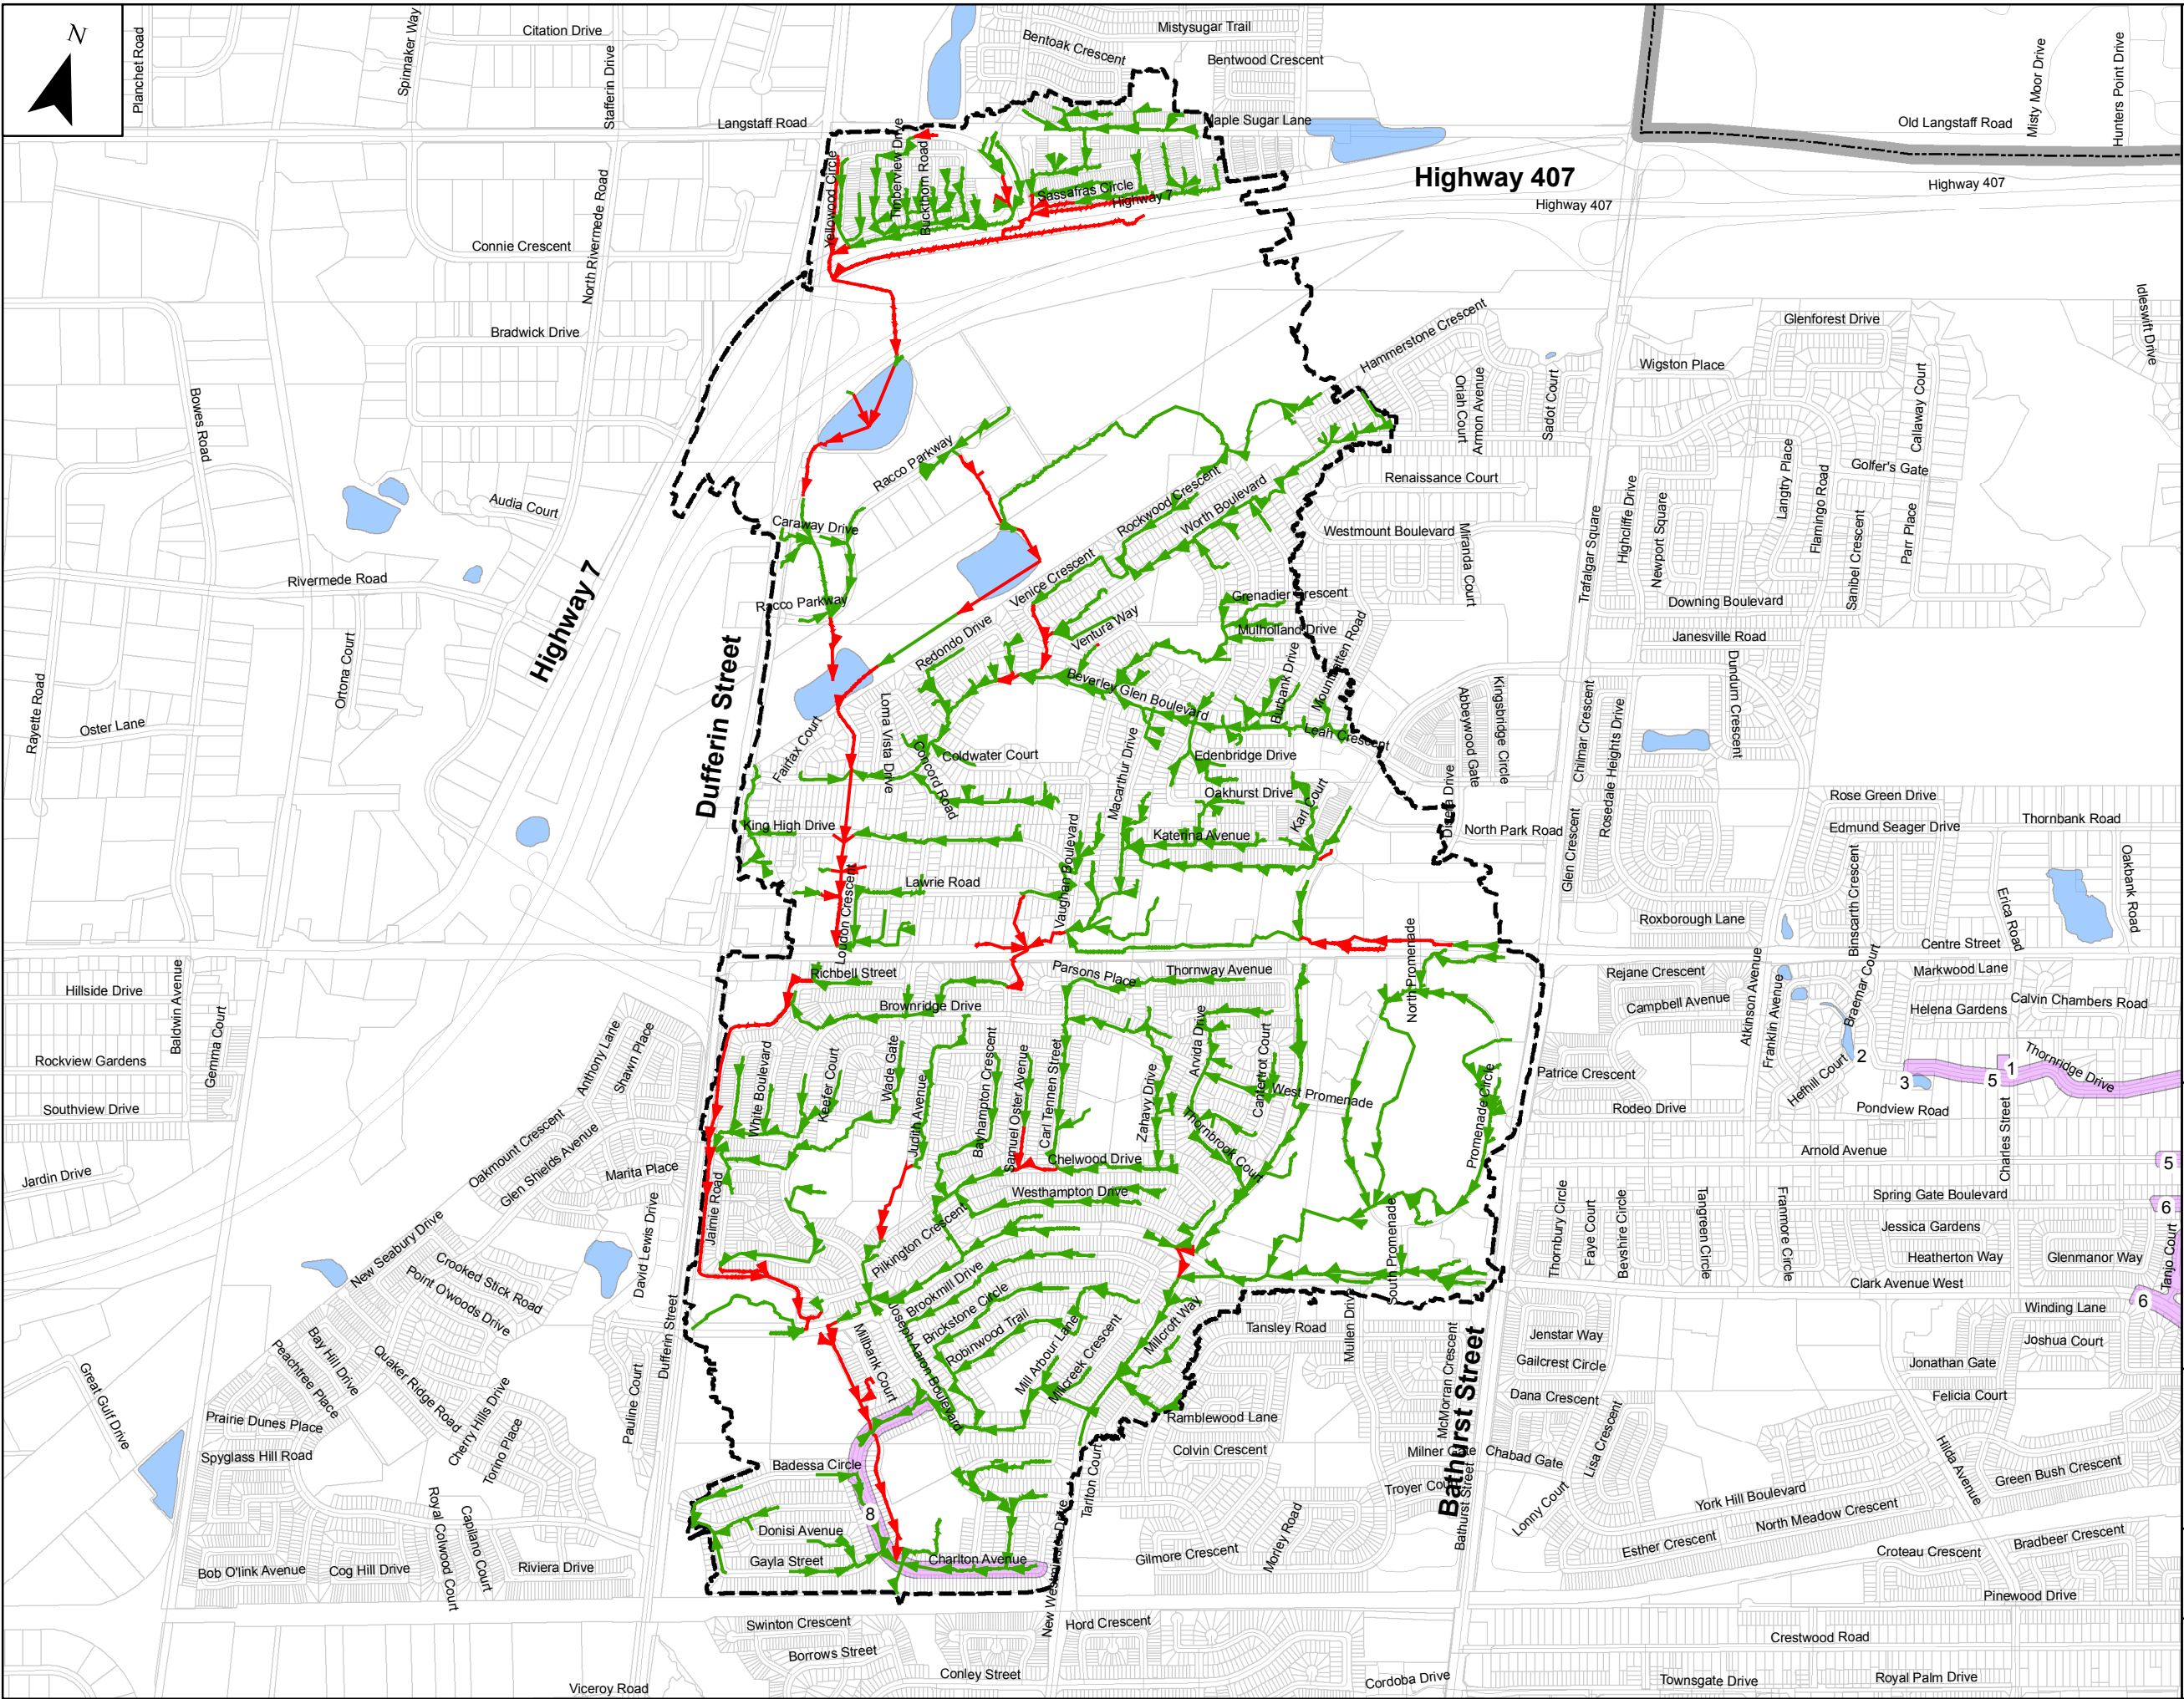 N
Planchet Road
Spinnaker Way
Citation Drive
Stafferin Drive
Mistysugar Trail
Bentoak Crescent
Bentwood Crescent
Misty Moor Drive
Hunters Point Drive
Langstaff Road
Maple Sugar Lane
Old Langstaff Road
Timberview Drive
Yellowood Circle
Buckthorn Road
Sassafras Circle
Highway 7
Highway 407
Highway 407
Highway 407
North Rivermede Road
Connie Crescent
Bradwick Drive
Hammerstone Crescent
Glenforest Drive
Idleswift Drive
Wigston Place
Oriah Court
Armon Avenue
Sadot Court
Callaway Court
Bowes Road
Racco Parkway
Langtry Place
Flamingo Road
Golfer's Gate
Renaissance Court
Rockwood Crescent
Worth Boulevard
Audia Court
Caraway Drive
Westmount Boulevard
Miranda Court
Highcliffe Drive
Newport Square
Trafalgar Square
Sanibel Crescent
Parr Place
Rivermede Road
Highway 7
Venice Crescent
Racco Parkway
Grenadier Crescent
Downing Boulevard
Ortona Court
Redondo Drive
Ventura Way
Mulholland Drive
Janesville Road
Dufferin Street
Beverley Glen Boulevard
Burbank Drive
Mountbatten Road
Rayette Road
Oster Lane
Loma Vista Drive
Fairfax Court
Leah Crescent
Abbeywood Gate
Kingsbridge Circle
Chilmar Crescent
Rosedale Heights Drive
Dundurn Crescent
Concord Road
Coldwater Court
Macarthur Drive
Edenbridge Drive
Oakhurst Drive
Karl Court
Disera Drive
Rose Green Drive
King High Drive
Katerina Avenue
North Park Road
Edmund Seager Drive
Thornbank Road
Vaughan Boulevard
Glen Crescent
Binscarth Crescent
Oakbank Road
Loudon Crescent
Lawrie Road
Erica Road
Roxborough Lane
Centre Street
Baldwin Avenue
Hillside Drive
Gemma Court
Richbell Street
Parsons Place
Thornway Avenue
North Promenade
Rejane Crescent
Atkinson Avenue
Markwood Lane
Campbell Avenue
Franklin Avenue
Braemar Court
Helena Gardens
Calvin Chambers Road
Brownridge Drive
Rockview Gardens
Anthony Lane
Shawn Place
White Boulevard
Keefer Court
Wade Gate
Judith Avenue
Bayhampton Crescent
Samuel Oster Avenue
Carl Tennen Street
Zahavy Drive
Arvida Drive
Cantertrot Court
West Promenade
Promenade Circle
Patrice Crescent
Hefhill Court
2
3
5
1
Thornridge Drive
Southview Drive
Rodeo Drive
Pondview Road
Charles Street
Oakmount Crescent
Glen Shields Avenue
Thornbrook Court
Arnold Avenue
5
Jardin Drive
Marita Place
Chelwood Drive
Westhampton Drive
Spring Gate Boulevard
6
Jaimie Road
David Lewis Drive
Pilkington Crescent
South Promenade
Thornbury Circle
Faye Court
Bevshire Circle
Tangreen Circle
Franmore Circle
Jessica Gardens
Heatherton Way
Glenmanor Way
Tanjo Court
New Seabury Drive
Crooked Stick Road
Point O'woods Drive
Brookmill Drive
Clark Avenue West
6
Brickstone Circle
Robinwood Trail
Joseph Aaron Boulevard
Millbank Court
Mill Arbour Lane
Millcreek Crescent
Millcroft Way
Tansley Road
Mullen Drive
Winding Lane
Jenstar Way
Joshua Court
Dufferin Street
Bay Hill Drive
Peachtree Place
Quaker Ridge Road
Great Gulf Drive
Gailcrest Circle
Jonathan Gate
Pauline Court
Cherry Hills Drive
McMorran Crescent
Bathurst Street
Dana Crescent
Felicia Court
Prairie Dunes Place
Ramblewood Lane
Lisa Crescent
Torino Place
Spyglass Hill Road
Badessa Circle
Colvin Crescent
Milner Gate
Chabad Gate
Hilda Avenue
Green Bush Crescent
Tarlton Court
Troyer Court
Bathurst Street
Lonny Court
York Hill Boulevard
North Meadow Crescent
Royal Colwood Court
Capilano Court
8
Donisi Avenue
Morley Road
Esther Crescent
Bradbeer Crescent
Bob O'link Avenue
Cog Hill Drive
Riviera Drive
Gayla Street
Charlton Avenue
Gilmore Crescent
Croteau Crescent
New Westminster Drive
Pinewood Drive
Swinton Crescent
Hord Crescent
Crestwood Road
Borrows Street
Conley Street
Cordoba Drive
Townsgate Drive
Royal Palm Drive
Viceroy Road